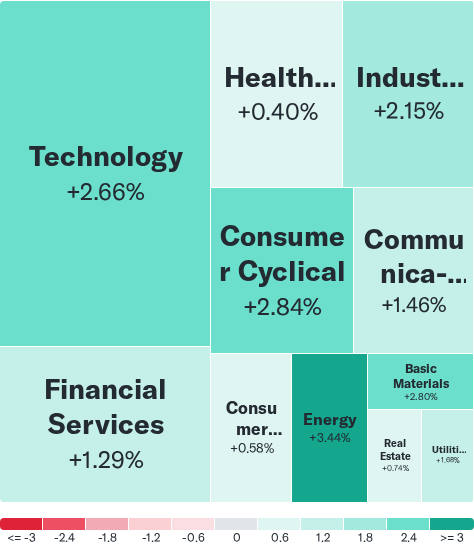 Technology
+2.66%
Health...
+0.40%
Indust...
+2.15%
Consume
r Cyclical
+2.84%
Commu
nica-...
+1.46%
Financial
Services
+1.29%
Consu
mer...
+0.58%
Energy
+3.44%
Basic
Materials
+2.80%
Real
Estate
+0.74%
Utiliti...
+1.68%
<= -3 -2.4 -1.8 -1.2 -0.6 0 0.6 1.2 1.8 2.4 >= 3